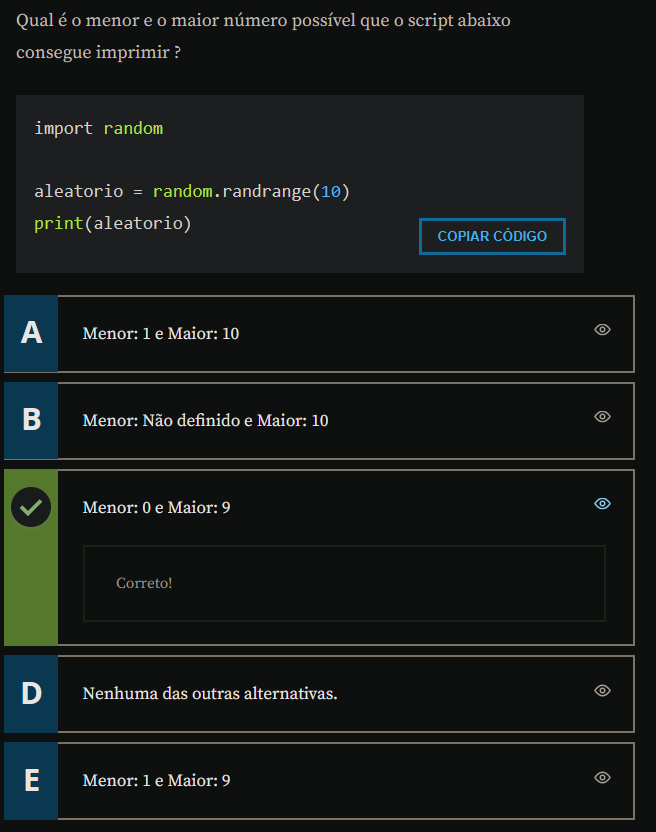 Qual é o menor e o maior número possível que o script abaixo
consegue imprimir ?
import random
aleatorio = random.randrange(10)
print(aleatorio)
COPIAR CÓDIGO
A
Menor: 1 e Maior: 10
B
Menor: Não definido e Maior: 10
Menor: 0 e Maior: 9
Correto!
D
Nenhuma das outras alternativas.
E
Menor: 1 e Maior: 9